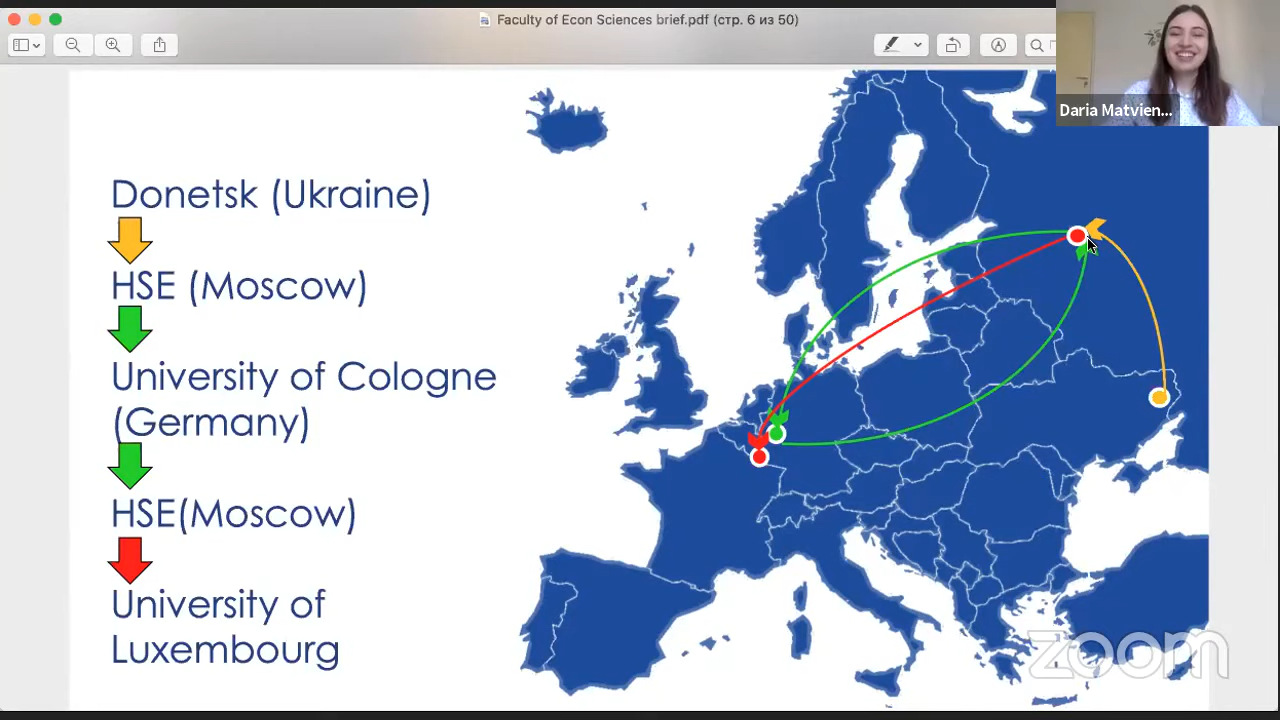 Faculty of Econ Sciences brief.pdf (стр. 6 из 50)
Daria Matvien...
Donetsk (Ukraine)
HSE (Moscow)
University of Cologne
(Germany)
HSE(Moscow)
University of
Luxembourg
zoom